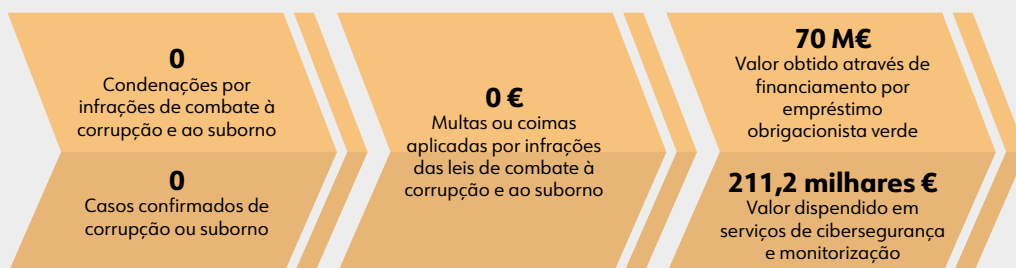 0
Condenações por
infrações de combate à
corrupção e ao suborno
0
Casos confirmados de
corrupção ou suborno
0 €
Multas ou coimas
aplicadas por infrações
das leis de combate à
corrupção e ao suborno
70 M€
Valor obtido através de
financiamento por
empréstimo
obrigacionista verde
211,2 milhares €
Valor dispendido em
serviços de cibersegurança
e monitorização